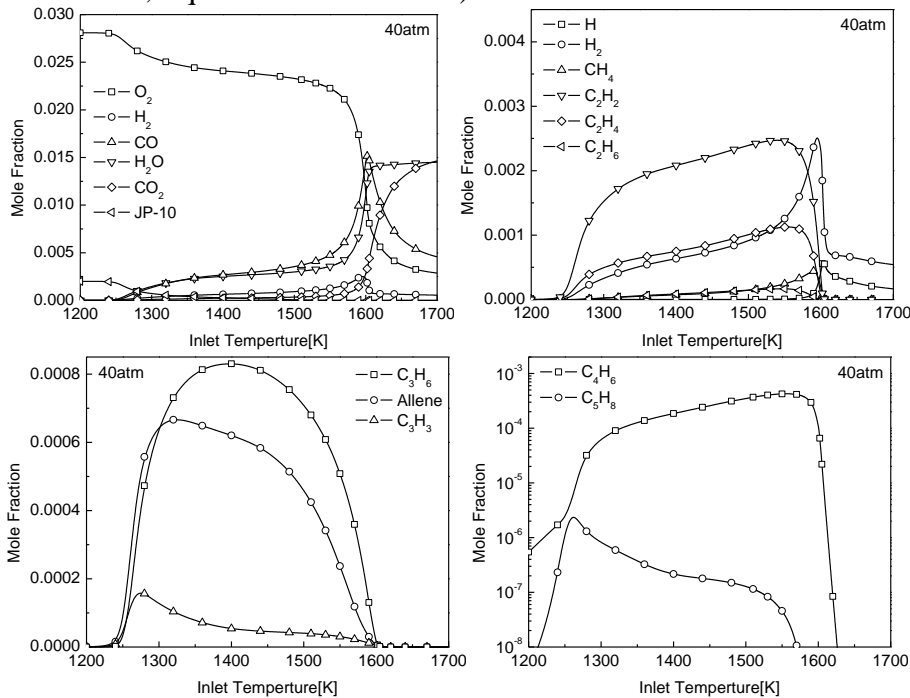 40atm
0.030
0.025
0.020
0.015
0.010
0.005
0.000
Mole Fraction
O2
H2
CO
H2O
CO2
JP-10
1200 1300 1400 1500 1600 1700
Inlet Temperture[K]
40atm
0.004
0.003
0.002
0.001
0.000
Mole Fraction
H
H2
CH4
C2H2
C2H4
C2H6
1200 1300 1400 1500 1600 1700
Inlet Temperture[K]
40atm
0.0008
0.0006
0.0004
0.0002
0.0000
Mole Fraction
C3H6
Allene
C3H3
1200 1300 1400 1500 1600 1700
Inlet Temperture[K]
40atm
10-3
10-4
10-5
10-6
10-7
10-8
Mole Fraction
C4H6
C5H8
1200 1300 1400 1500 1600 1700
Inlet Temperture[K]